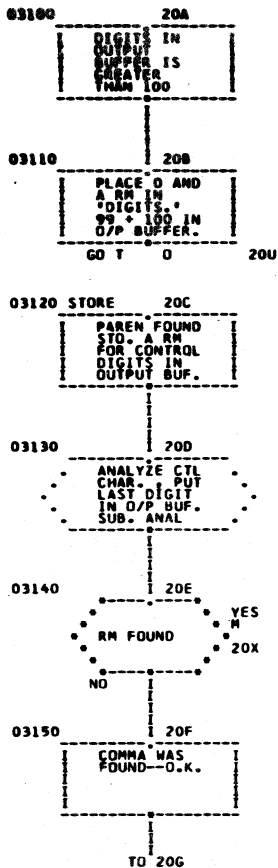 03100 20A
DIGITS IN
OUTPUT
BUFFER IS
GREATER
THAN 100
03110 20B
PLACE 0 AND
A RM IN
'DIGITS.'
99 + 100 IN
O/P BUFFER.
GO T O 20U
03120 STORE 20C
PAREN FOUND
STO. A RM
FOR CONTROL
DIGITS IN
OUTPUT BUF.
03130 20D
ANALYZE CTL
CHAR. . PUT
LAST DIGIT
IN O/P BUF.
SUB. ANAL
03140 20E
YES
M
RM FOUND 20X
NO
03150 20F
COMMA WAS
FOUND--O.K.
TO 20G